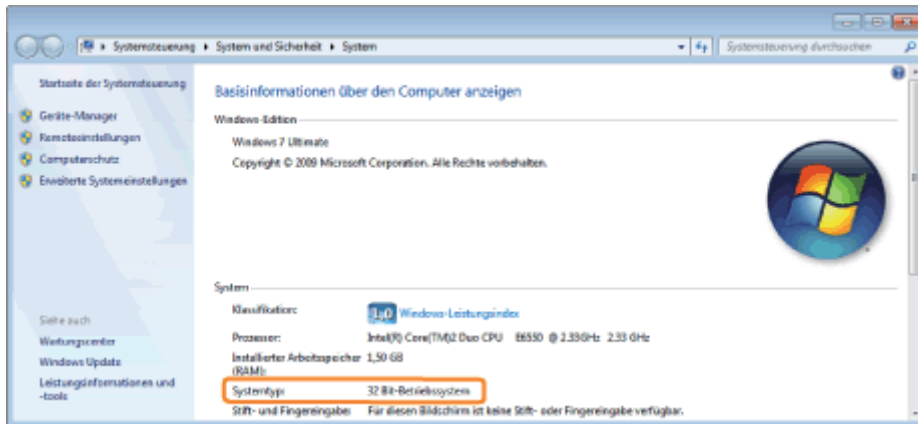 Systemsteuerung ▸ System und Sicherheit ▸ System
Systemsteuerung durchsuchen
Startseite der Systemsteuerung
Geräte-Manager
Remoteeinstellungen
Computerschutz
Erweiterte Systemeinstellungen
Siehe auch
Wartungscenter
Windows Update
Leistungsinformationen und
-tools
Basisinformationen über den Computer anzeigen
Windows-Edition
Windows 7 Ultimate
Copyright © 2009 Microsoft Corporation. Alle Rechte vorbehalten.
System
Klassifikation: 1,0 Windows-Leistungsindex
Prozessor: Intel(R) Core(TM)2 Duo CPU E6550 @ 2.33GHz 2.33 GHz
Installierter Arbeitsspeicher 1,50 GB
(RAM):
Systemtyp: 32 Bit-Betriebssystem
Stift- und Fingereingabe: Für diesen Bildschirm ist keine Stift- oder Fingereingabe verfügbar.